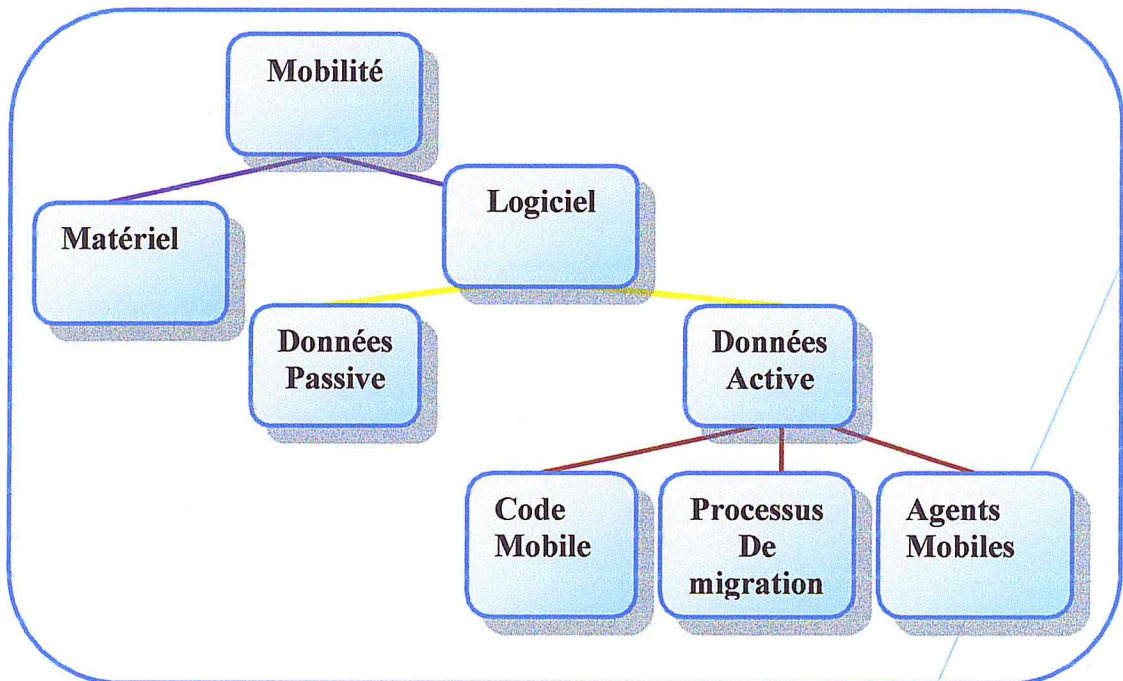 Mobilité
Logiciel
Matériel
Données
Passive
Données
Active
Code
Mobile
Processus
De
migration
Agents
Mobiles